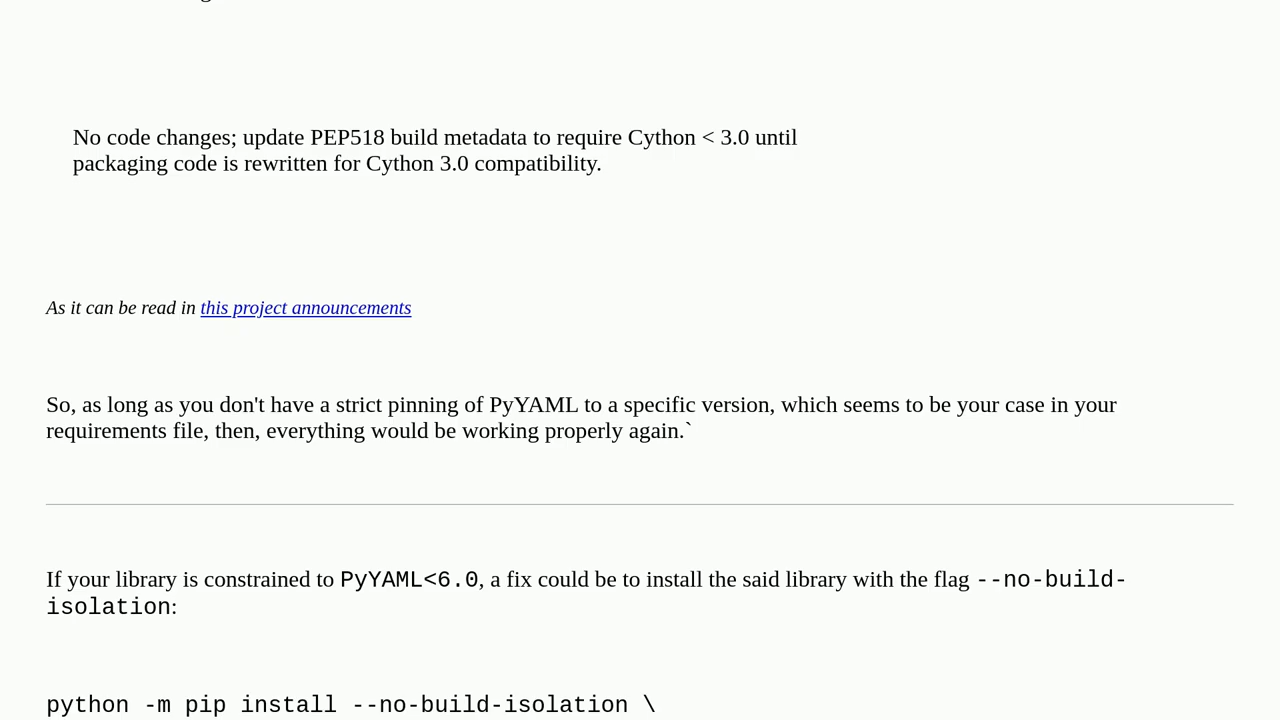 No code changes; update PEP518 build metadata to require Cython < 3.0 until
packaging code is rewritten for Cython 3.0 compatibility.
As it can be read in this project announcements
So, as long as you don't have a strict pinning of PyYAML to a specific version, which seems to be your case in your
requirements file, then, everything would be working properly again.`
If your library is constrained to PyYAML<6.0, a fix could be to install the said library with the flag --no-build-
isolation:
python -m pip install --no-build-isolation \